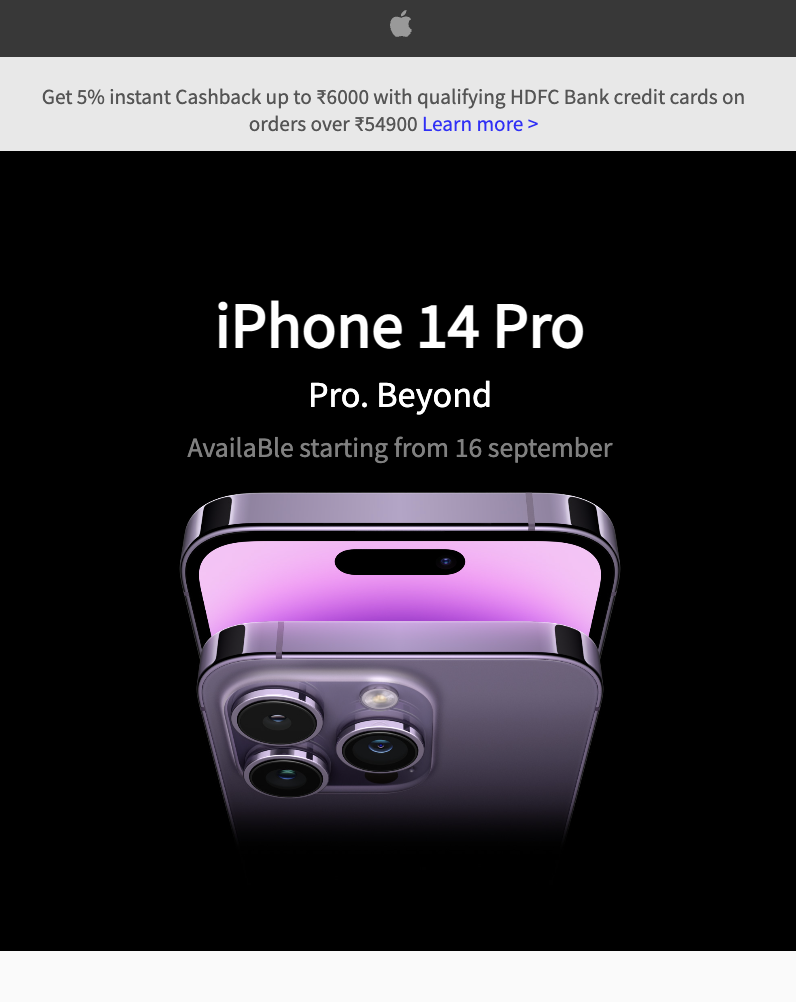 Get 5% instant Cashback up to ₹6000 with qualifying HDFC Bank credit cards on
orders over ₹54900 Learn more >
iPhone 14 Pro
Pro. Beyond
AvailaBle starting from 16 september